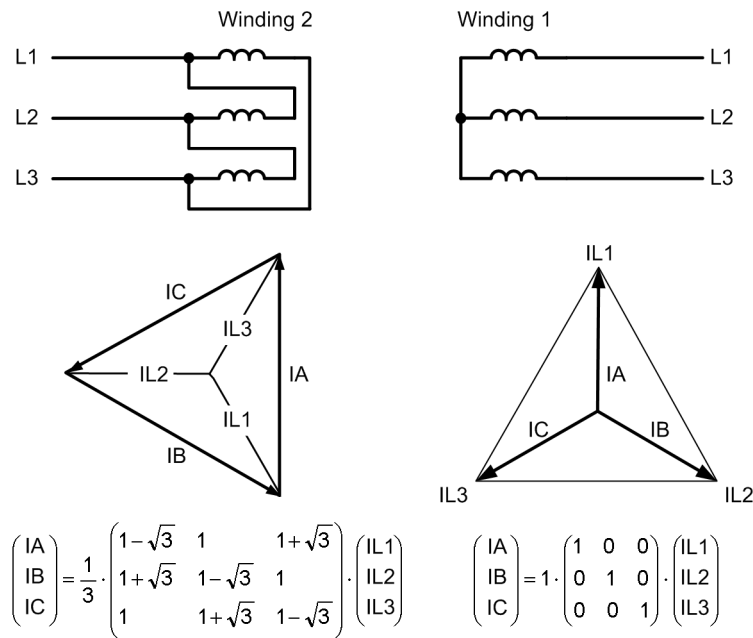 Winding 2 Winding 1
L1 L1
L2 L2
L3 L3
IL1
IC
IL3
IL2 IA IA
IL1 IC IB
IB
IL3 IL2
(IA IB IC) = 1/3 · (1−√3 1 1+√3; 1+√3 1−√3 1; 1 1+√3 1−√3) · (IL1 IL2 IL3)
(IA IB IC) = 1 · (1 0 0; 0 1 0; 0 0 1) · (IL1 IL2 IL3)